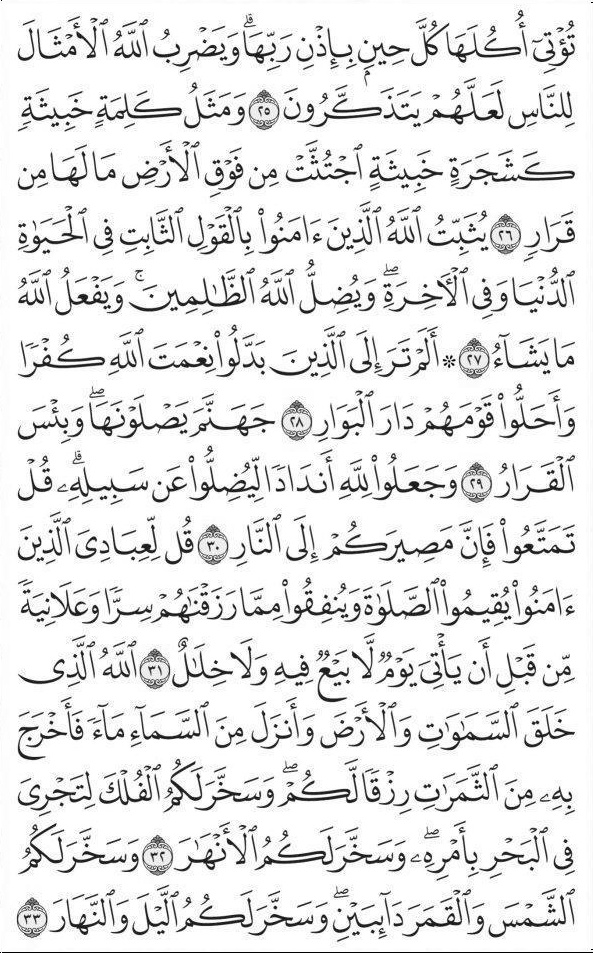 تُؤۡتِيٓ أُكُلَهَا كُلَّ حِينِۭ بِإِذۡنِ رَبِّهَاۗ وَيَضۡرِبُ ٱللَّهُ ٱلۡأَمۡثَالَ
لِلنَّاسِ لَعَلَّهُمۡ يَتَذَكَّرُونَ ٢٥ وَمَثَلُ كَلِمَةٍ خَبِيثَةٖ
كَشَجَرَةٍ خَبِيثَةٍ ٱجۡتُثَّتۡ مِن فَوۡقِ ٱلۡأَرۡضِ مَا لَهَا مِن
قَرَارٖ ٢٦ يُثَبِّتُ ٱللَّهُ ٱلَّذِينَ ءَامَنُواْ بِٱلۡقَوۡلِ ٱلثَّابِتِ فِي ٱلۡحَيَوٰةِ
ٱلدُّنۡيَا وَفِي ٱلۡأٓخِرَةِۖ وَيُضِلُّ ٱللَّهُ ٱلظَّٰلِمِينَۚ وَيَفۡعَلُ ٱللَّهُ
مَا يَشَآءُ ٢٧ ۞ أَلَمۡ تَرَ إِلَى ٱلَّذِينَ بَدَّلُواْ نِعۡمَتَ ٱللَّهِ كُفۡرٗا
وَأَحَلُّواْ قَوۡمَهُمۡ دَارَ ٱلۡبَوَارِ ٢٨ جَهَنَّمَ يَصۡلَوۡنَهَاۖ وَبِئۡسَ
ٱلۡقَرَارُ ٢٩ وَجَعَلُواْ لِلَّهِ أَندَادٗا لِّيُضِلُّواْ عَن سَبِيلِهِۦۗ قُلۡ
تَمَتَّعُواْ فَإِنَّ مَصِيرَكُمۡ إِلَى ٱلنَّارِ ٣٠ قُل لِّعِبَادِيَ ٱلَّذِينَ
ءَامَنُواْ يُقِيمُواْ ٱلصَّلَوٰةَ وَيُنفِقُواْ مِمَّا رَزَقۡنَٰهُمۡ سِرّٗا وَعَلَانِيَةٗ
مِّن قَبۡلِ أَن يَأۡتِيَ يَوۡمٞ لَّا بَيۡعٞ فِيهِ وَلَا خِلَٰلٌ ٣١ ٱللَّهُ ٱلَّذِي
خَلَقَ ٱلسَّمَٰوَٰتِ وَٱلۡأَرۡضَ وَأَنزَلَ مِنَ ٱلسَّمَآءِ مَآءٗ فَأَخۡرَجَ
بِهِۦ مِنَ ٱلثَّمَرَٰتِ رِزۡقٗا لَّكُمۡۖ وَسَخَّرَ لَكُمُ ٱلۡفُلۡكَ لِتَجۡرِيَ
فِي ٱلۡبَحۡرِ بِأَمۡرِهِۦۖ وَسَخَّرَ لَكُمُ ٱلۡأَنۡهَٰرَ ٣٢ وَسَخَّرَ لَكُمُ
ٱلشَّمۡسَ وَٱلۡقَمَرَ دَآئِبَيۡنِۖ وَسَخَّرَ لَكُمُ ٱلَّيۡلَ وَٱلنَّهَارَ ٣٣